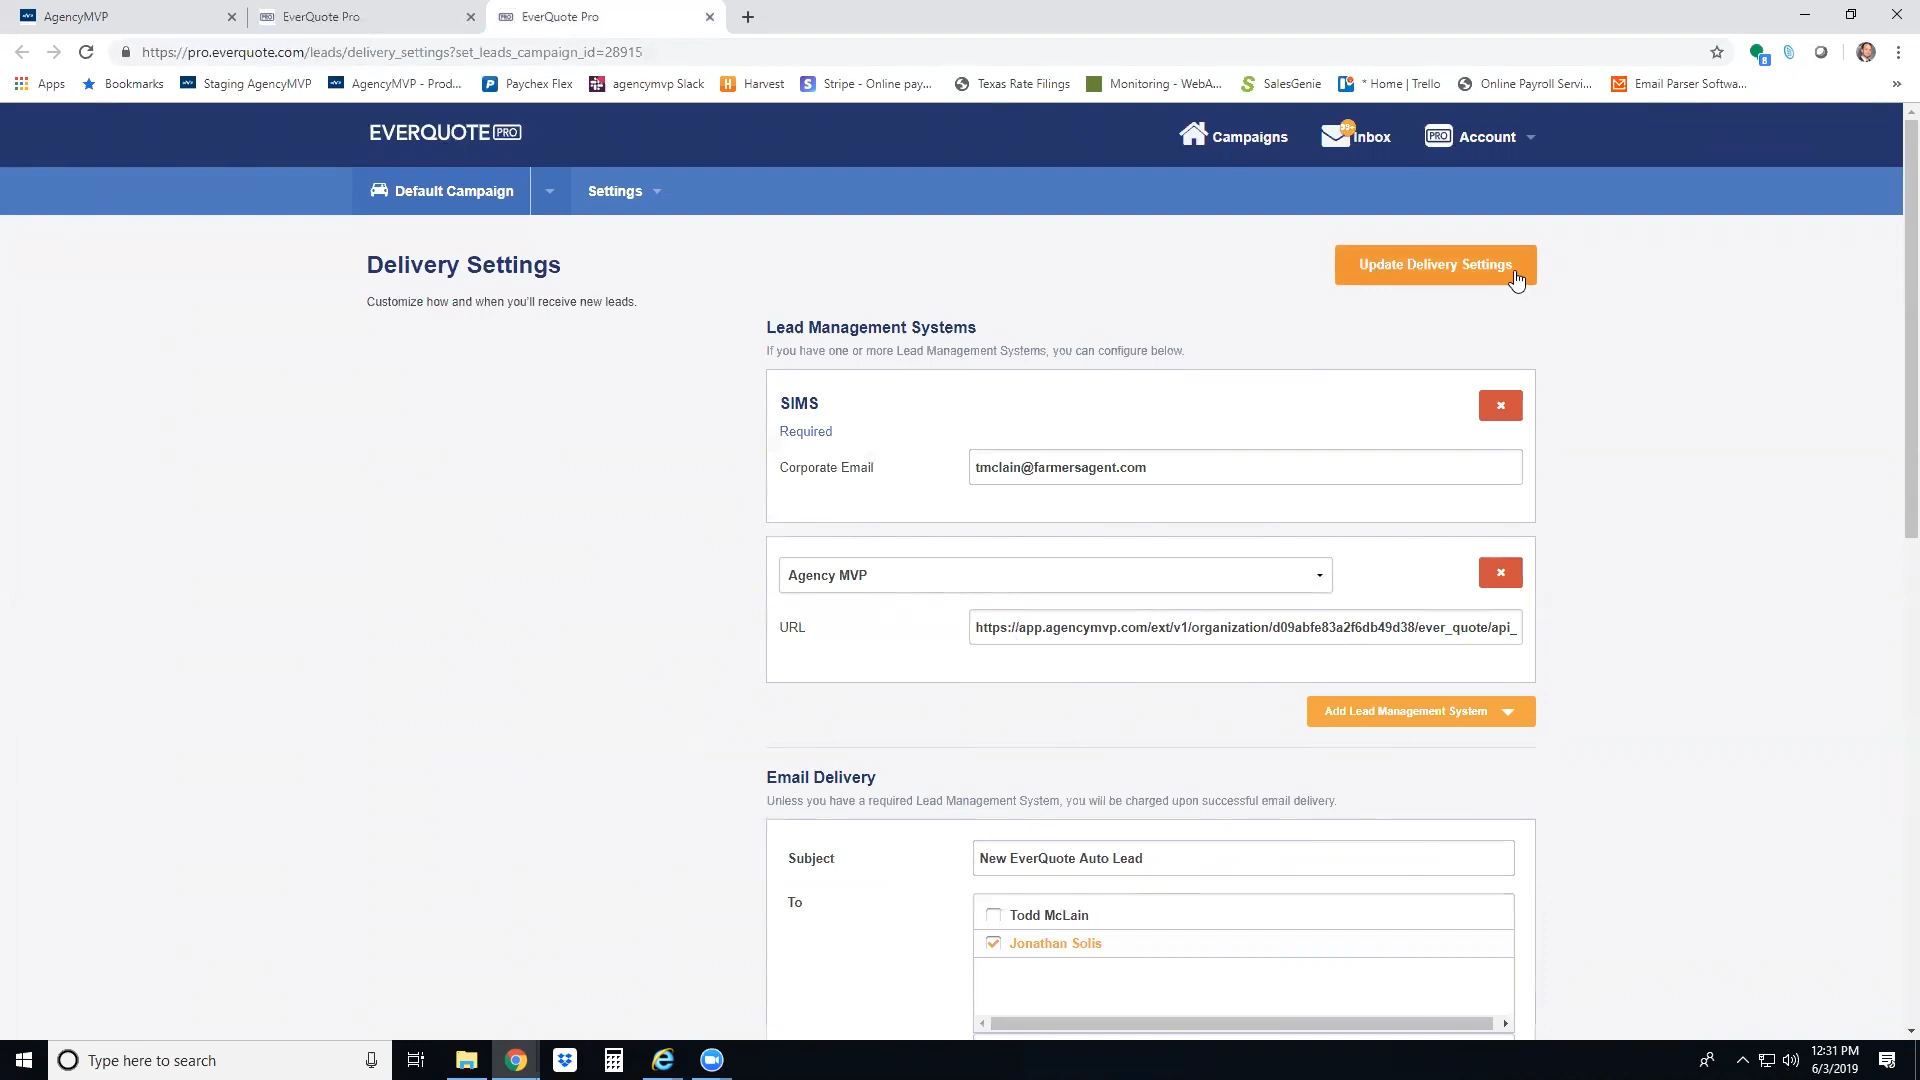 AgencyMVP
EverQuote Pro
EverQuote Pro
https://pro.everquote.com/leads/delivery_settings?set_leads_campaign_id=28915
8
Apps
Bookmarks
Staging AgencyMVP
AgencyMVP - Prod...
Paychex Flex
agencymvp Slack
Harvest
Stripe - Online pay...
Texas Rate Filings
Monitoring - WebA...
SalesGenie
* Home | Trello
Online Payroll Servi...
Email Parser Softwa...
»
EVERQUOTE PRO
Campaigns
99+
Inbox
PRO
Account
Default Campaign
Settings
Delivery Settings
Update Delivery Settings
Customize how and when you'll receive new leads.
Lead Management Systems
If you have one or more Lead Management Systems, you can configure below.
SIMS
Required
Corporate Email
tmclain@farmersagent.com
Agency MVP
URL
https://app.agencymvp.com/ext/v1/organization/d09abfe83a2f6db49d38/ever_quote/api_
Add Lead Management System
Email Delivery
Unless you have a required Lead Management System, you will be charged upon successful email delivery.
Subject
New EverQuote Auto Lead
To
Todd McLain
Jonathan Solis
Type here to search
12:31 PM
6/3/2019